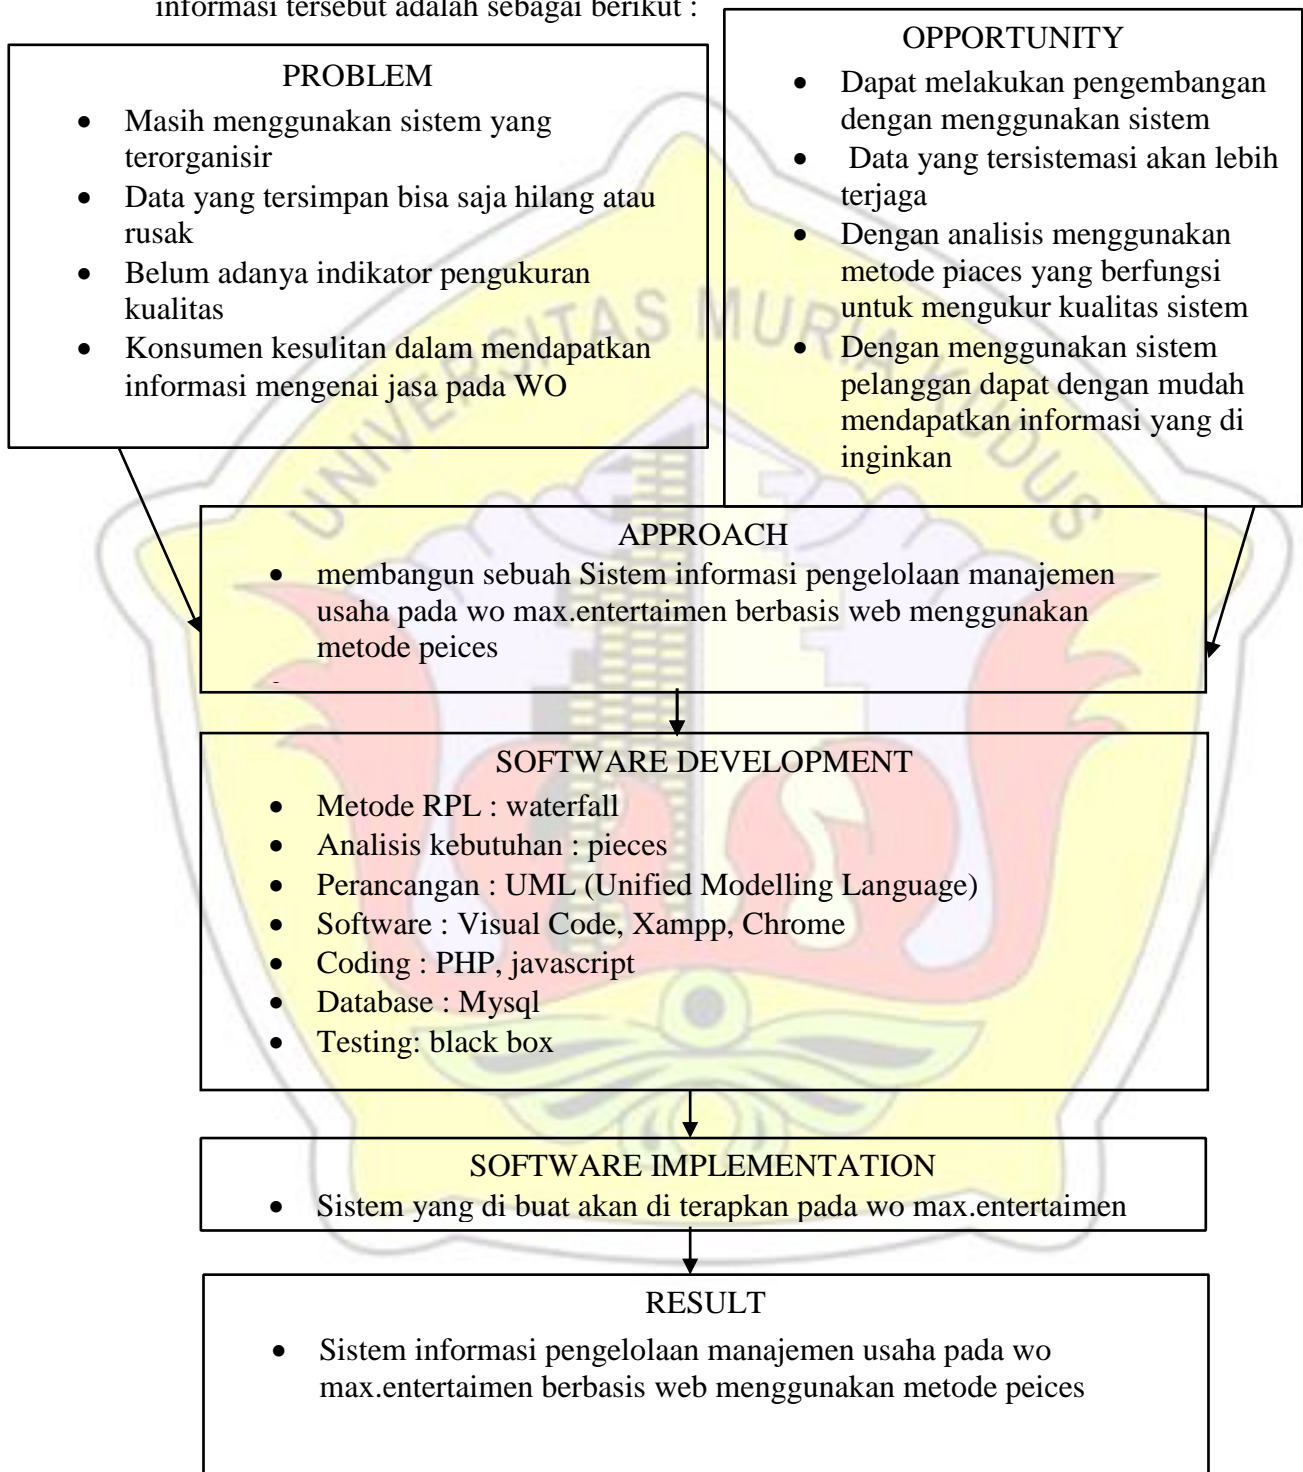 informasi tersebut adalah sebagai berikut :
PROBLEM
• Masih menggunakan sistem yang
terorganisir
• Data yang tersimpan bisa saja hilang atau
rusak
• Belum adanya indikator pengukuran
kualitas
• Konsumen kesulitan dalam mendapatkan
informasi mengenai jasa pada WO
OPPORTUNITY
• Dapat melakukan pengembangan
dengan menggunakan sistem
• Data yang tersistemasi akan lebih
terjaga
• Dengan analisis menggunakan
metode piaces yang berfungsi
untuk mengukur kualitas sistem
• Dengan menggunakan sistem
pelanggan dapat dengan mudah
mendapatkan informasi yang di
inginkan
UNIVERSITAS MURIA KUDUS
APPROACH
• membangun sebuah Sistem informasi pengelolaan manajemen
usaha pada wo max.entertaimen berbasis web menggunakan
metode peices
SOFTWARE DEVELOPMENT
• Metode RPL : waterfall
• Analisis kebutuhan : pieces
• Perancangan : UML (Unified Modelling Language)
• Software : Visual Code, Xampp, Chrome
• Coding : PHP, javascript
• Database : Mysql
• Testing: black box
SOFTWARE IMPLEMENTATION
• Sistem yang di buat akan di terapkan pada wo max.entertaimen
RESULT
• Sistem informasi pengelolaan manajemen usaha pada wo
max.entertaimen berbasis web menggunakan metode peices